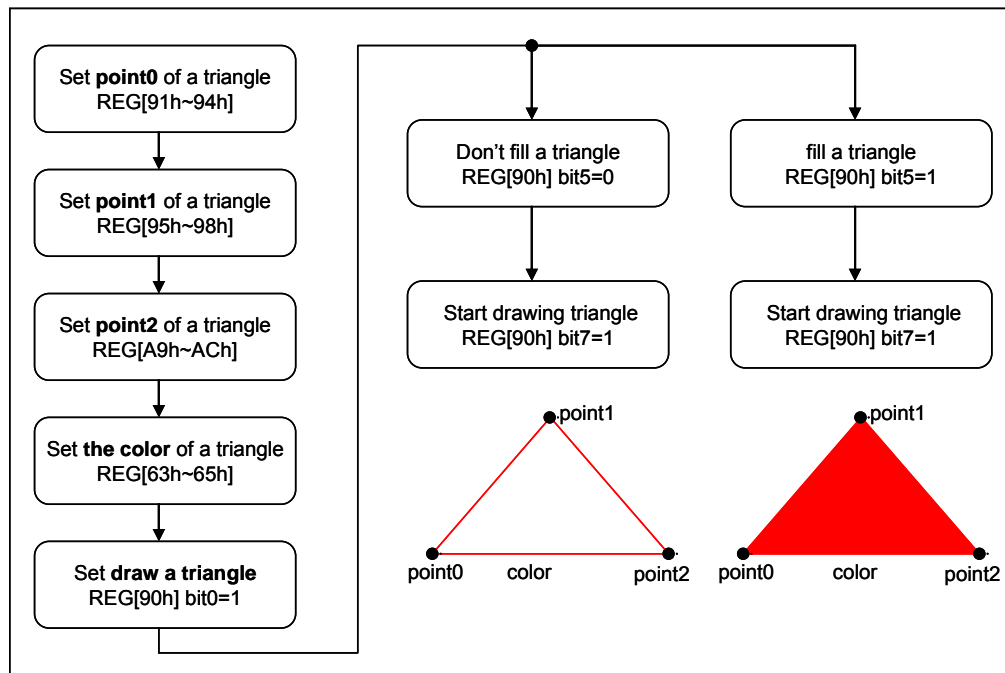 Set point0 of a triangle
REG[91h~94h]
Set point1 of a triangle
REG[95h~98h]
Set point2 of a triangle
REG[A9h~ACh]
Set the color of a triangle
REG[63h~65h]
Set draw a triangle
REG[90h] bit0=1
Don’t fill a triangle
REG[90h] bit5=0
Start drawing triangle
REG[90h] bit7=1
point1
point0
color
point2
fill a triangle
REG[90h] bit5=1
Start drawing triangle
REG[90h] bit7=1
point1
point0
color
point2